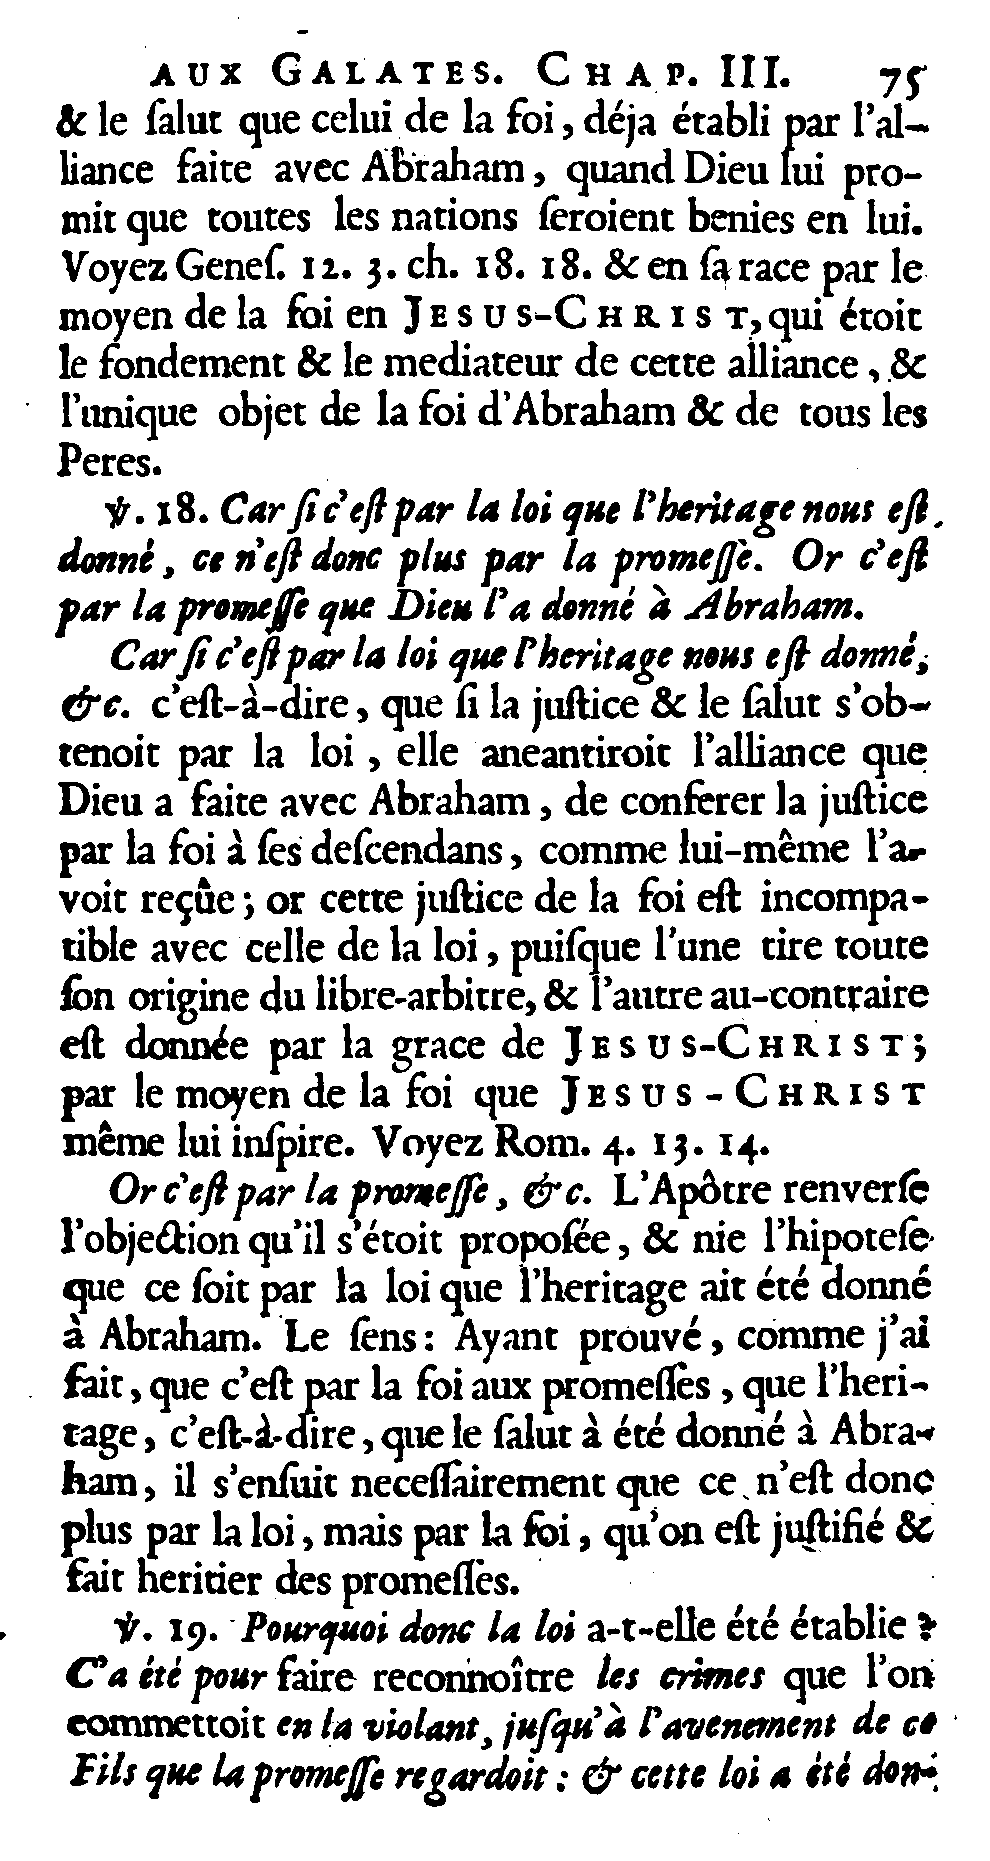 AUX GALATES. CHAP. III. 75
& le ſalut que celui de la foi, déja établi par l'al-
liance faite avec Abraham, quand Dieu lui pro-
mit que toutes les nations ſeroient benies en lui.
Voyez Geneſ. 12. 3. ch. 18. 18. & en ſa race par le
moyen de la foi en JESUS-CHRIST, qui étoit
le fondement & le mediateur de cette alliance, &
l'unique objet de la foi d'Abraham & de tous les
Peres.
℣. 18. Car ſi c'eſt par la loi que l'heritage nous eſt
donné, ce n'eſt donc plus par la promeſſe. Or c'eſt
par la promeſſe que Dieu l'a donné à Abraham.
Car ſi c'eſt par la loi que l'heritage nous eſt donné,
&c. c'eſt-à-dire, que ſi la juſtice & le ſalut s'ob-
tenoit par la loi, elle aneantiroit l'alliance que
Dieu a faite avec Abraham, de conferer la juſtice
par la foi à ſes deſcendans, comme lui-même l'a-
voit reçûe; or cette juſtice de la foi eſt incompa-
tible avec celle de la loi, puiſque l'une tire toute
ſon origine du libre-arbitre, & l'autre au-contraire
eſt donnée par la grace de JESUS-CHRIST;
par le moyen de la foi que JESUS-CHRIST
même lui inſpire. Voyez Rom. 4. 13. 14.
Or c'eſt par la promeſſe, &c. L'Apôtre renverſe
l'objection qu'il s'étoit propoſée, & nie l'hipoteſe
que ce ſoit par la loi que l'heritage ait été donné
à Abraham. Le ſens: Ayant prouvé, comme j'ai
fait, que c'eſt par la foi aux promeſſes, que l'heri-
tage, c'eſt-à-dire, que le ſalut à été donné à Abra-
ham, il s'enſuit neceſſairement que ce n'eſt donc
plus par la loi, mais par la foi, qu'on eſt juſtifié &
fait heritier des promeſſes.
℣. 19. Pourquoi donc la loi a-t-elle été établie?
C'a été pour faire reconnoître les crimes que l'on
commettoit en la violant, juſqu'à l'avenement de ce
Fils que la promeſſe regardoit: & cette loi a été don-